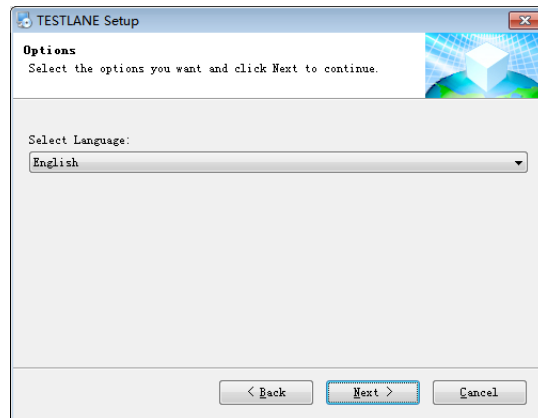 TESTLANE Setup
Options
Select the options you want and click Next to continue.
Select Language:
English
< Back
Next >
Cancel